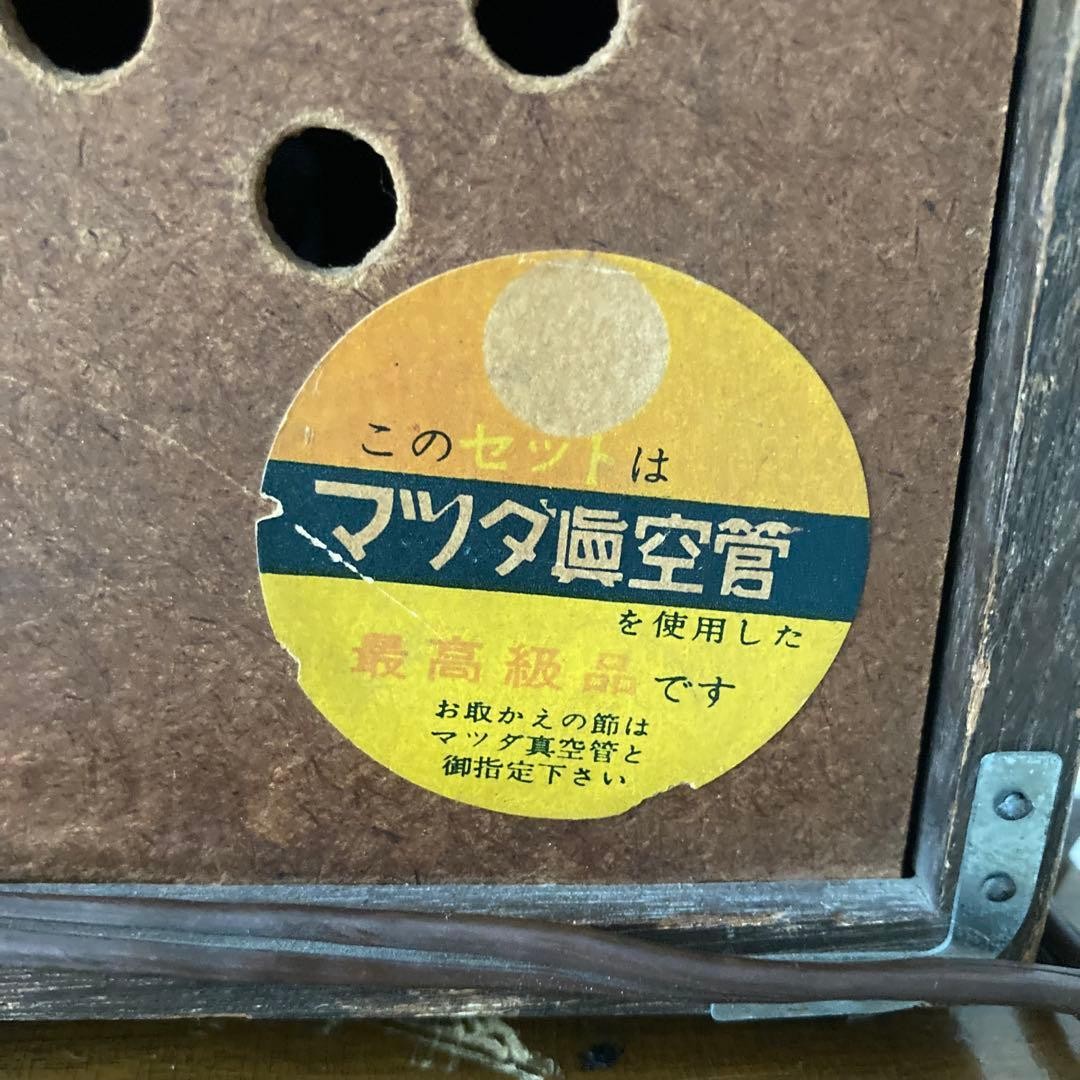 このセットは
マツダ眞空管
を使用した
最高級品です
お取かえの節は
マツダ真空管と
御指定下さい